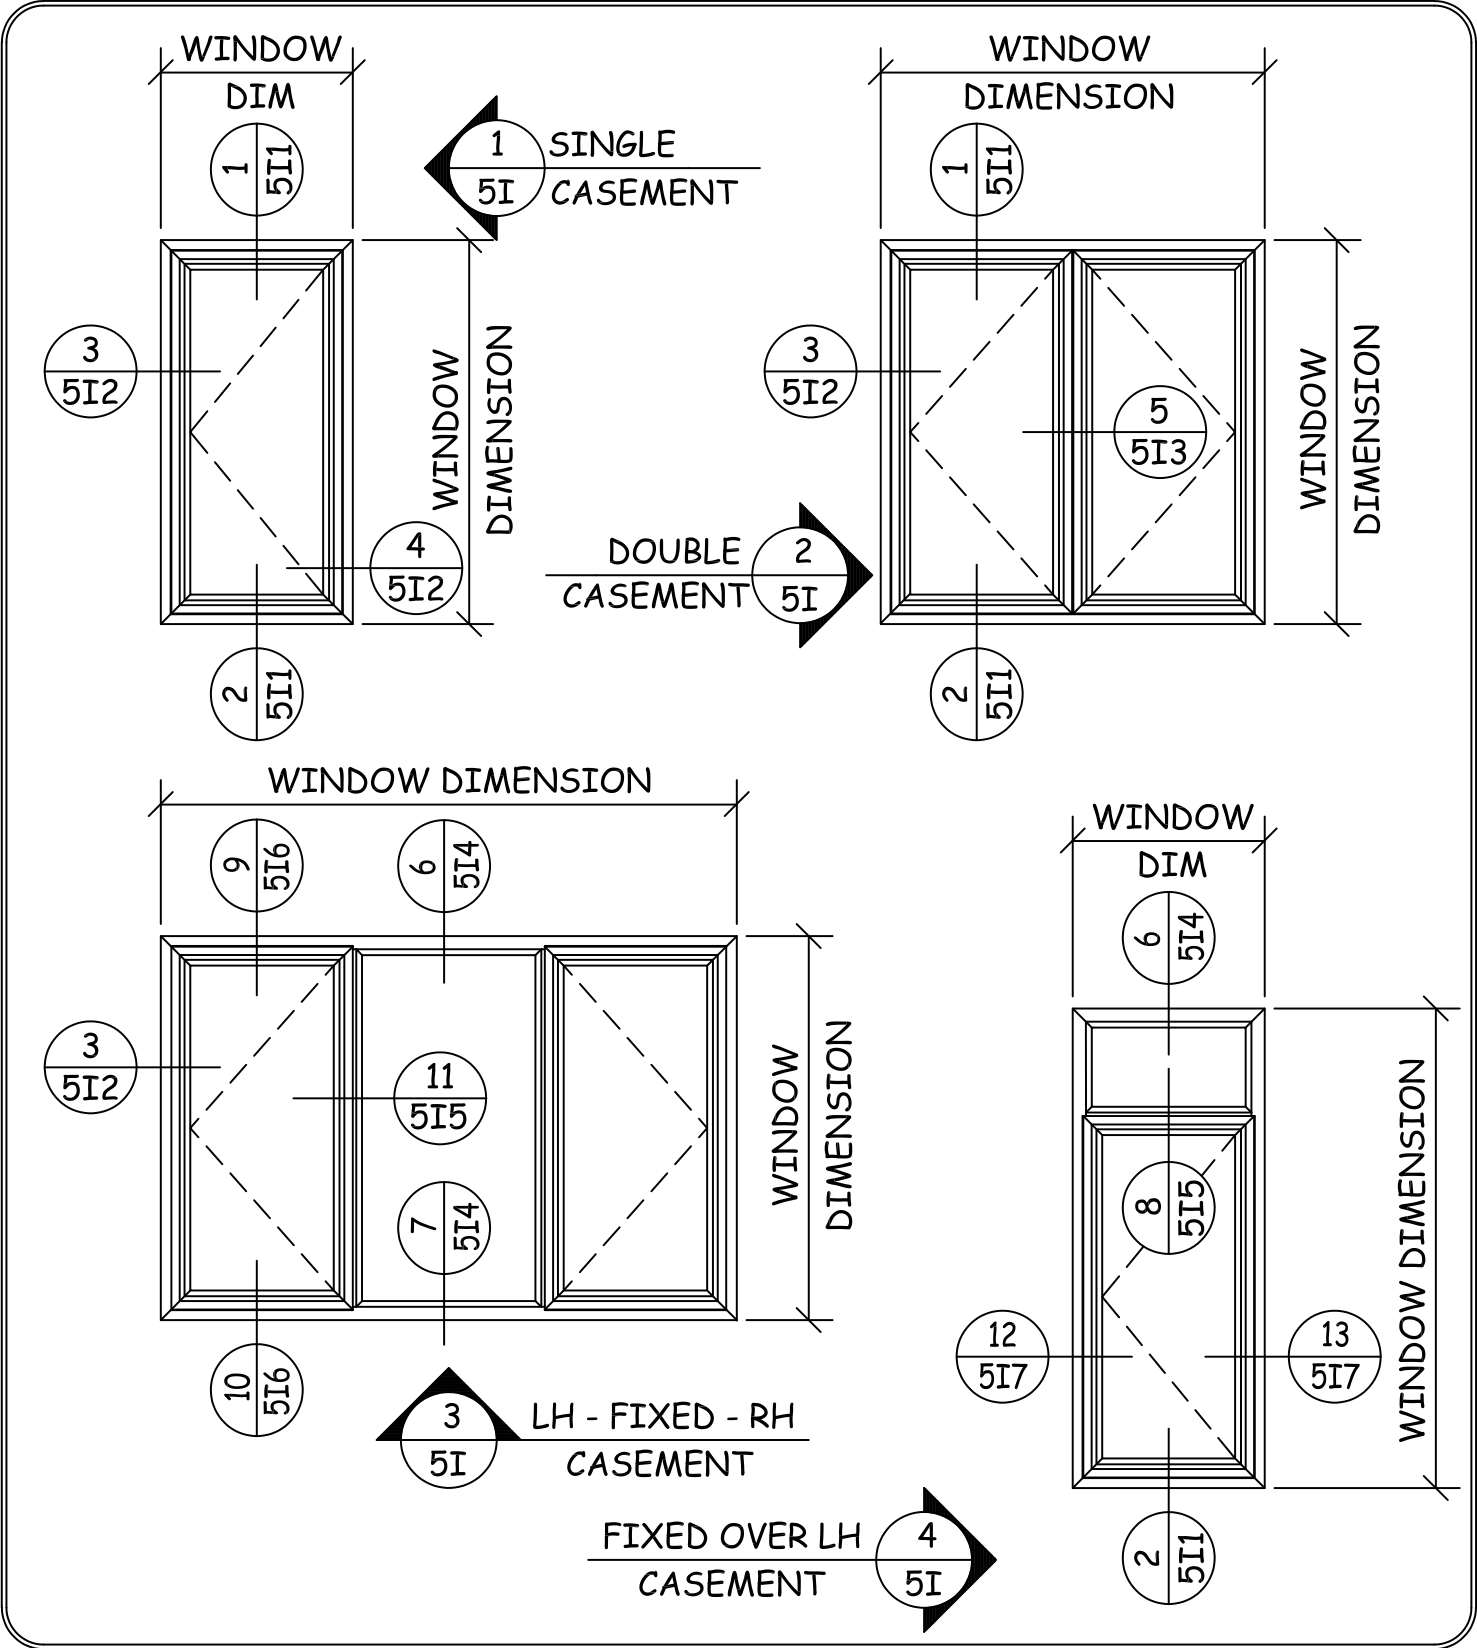 WINDOW
DIM
1
5I1
1
5I
SINGLE
CASEMENT
3
5I2
WINDOW
DIMENSION
4
5I2
2
5I1
WINDOW
DIMENSION
1
5I1
3
5I2
5
5I3
WINDOW
DIMENSION
DOUBLE
CASEMENT
2
5I
2
5I1
WINDOW DIMENSION
9
5I6
6
5I4
3
5I2
11
5I5
7
5I4
WINDOW
DIMENSION
10
5I6
3
5I
LH - FIXED - RH
CASEMENT
WINDOW
DIM
6
5I4
8
5I5
WINDOW DIMENSION
12
5I7
13
5I7
2
5I1
FIXED OVER LH
CASEMENT
4
5I